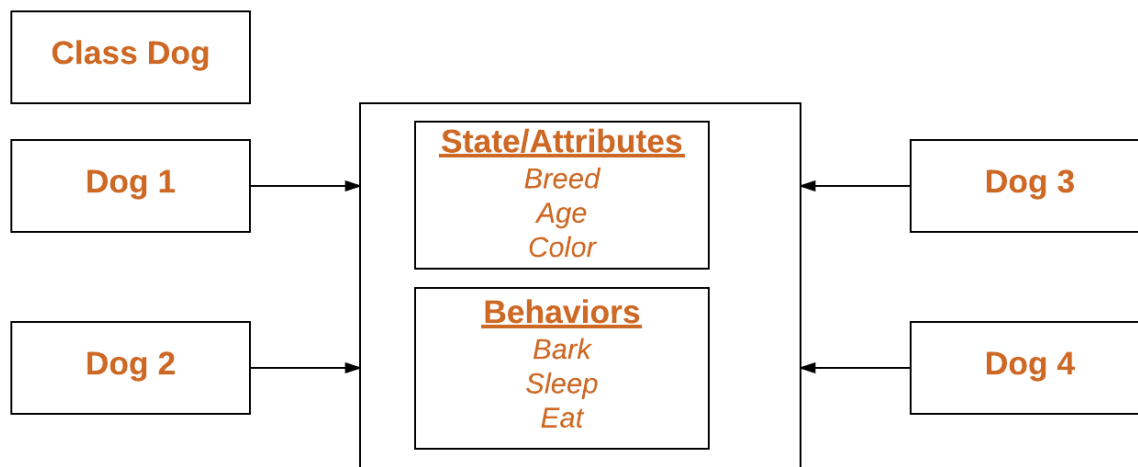 Class Dog
Dog 1
Dog 2
State/Attributes
Breed
Age
Color
Behaviors
Bark
Sleep
Eat
Dog 3
Dog 4